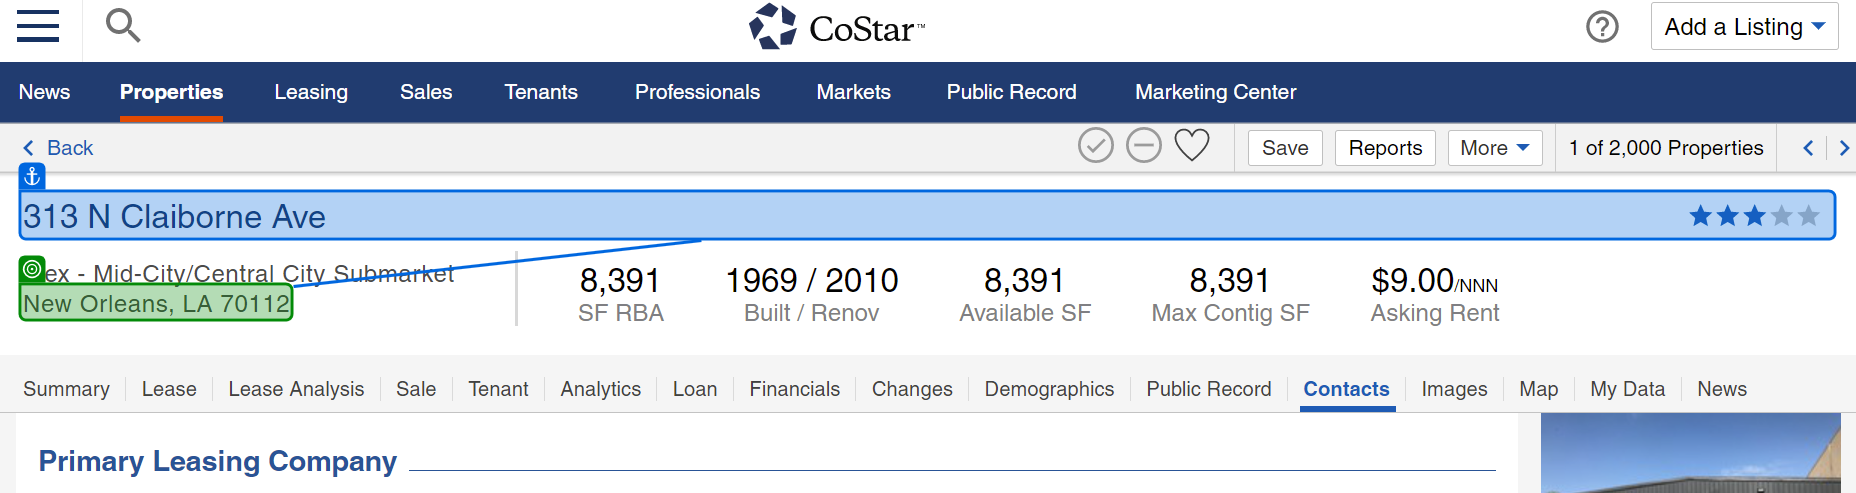 CoStar™
Add a Listing
News Properties Leasing Sales Tenants Professionals Markets Public Record Marketing Center
Back Save Reports More 1 of 2,000 Properties
313 N Claiborne Ave
ex - Mid-City/Central City Submarket
New Orleans, LA 70112
8,391 1969 / 2010 8,391 8,391 $9.00/NNN
SF RBA Built / Renov Available SF Max Contig SF Asking Rent
Summary Lease Lease Analysis Sale Tenant Analytics Loan Financials Changes Demographics Public Record Contacts Images Map My Data News
Primary Leasing Company